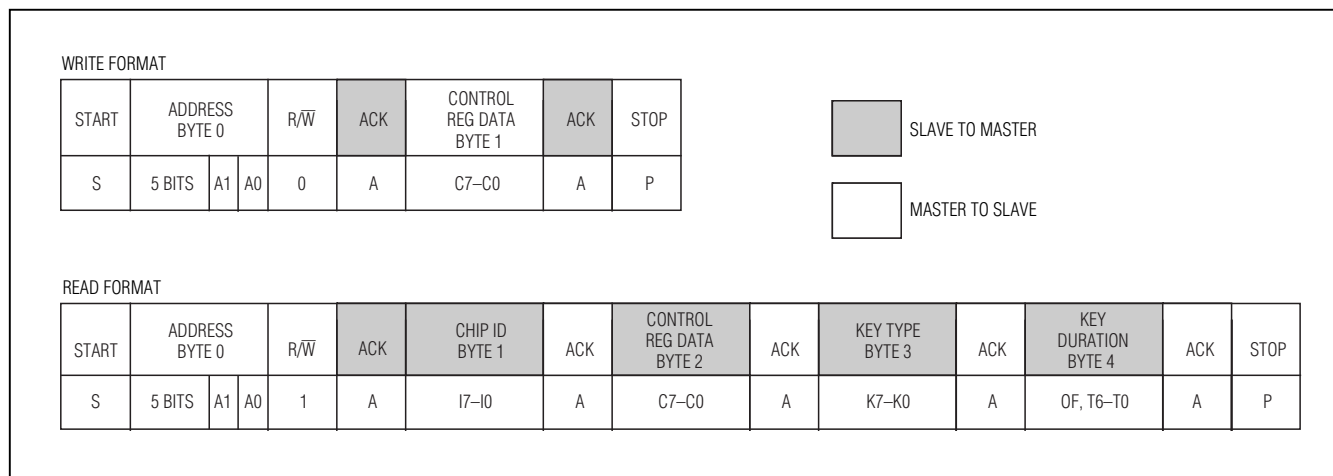 WRITE FORMAT
START ADDRESS BYTE 0 R/W̅ ACK CONTROL REG DATA BYTE 1 ACK STOP
S 5 BITS A1 A0 0 A C7–C0 A P
SLAVE TO MASTER
MASTER TO SLAVE
READ FORMAT
START ADDRESS BYTE 0 R/W̅ ACK CHIP ID BYTE 1 ACK CONTROL REG DATA BYTE 2 ACK KEY TYPE BYTE 3 ACK KEY DURATION BYTE 4 ACK STOP
S 5 BITS A1 A0 1 A I7–I0 A C7–C0 A K7–K0 A OF, T6–T0 A P